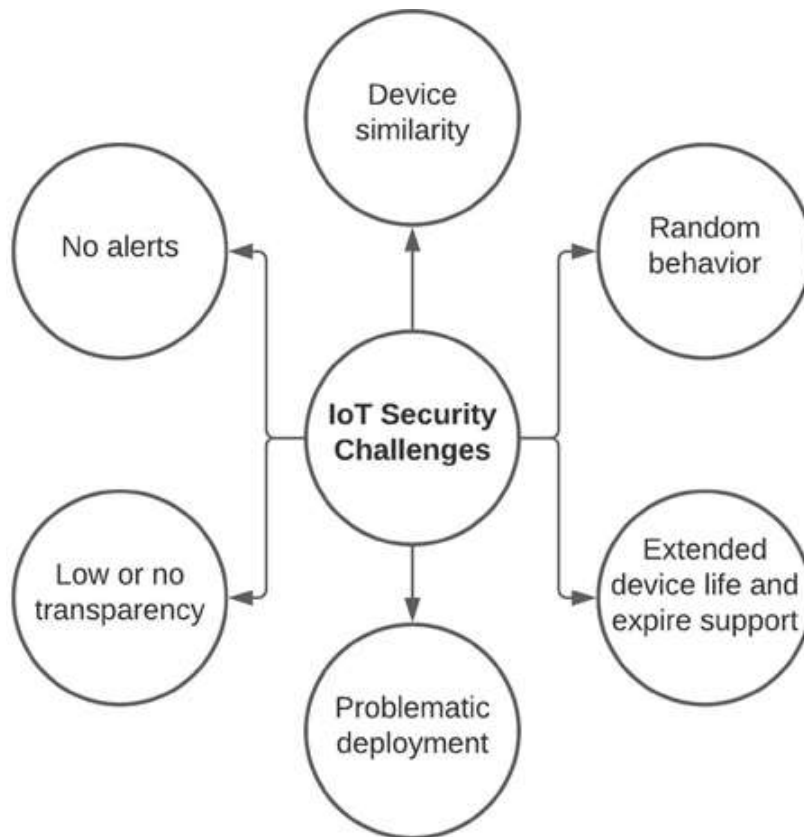 Device
similarity
No alerts
Random
behavior
IoT Security
Challenges
Low or no
transparency
Extended
device life and
expire support
Problematic
deployment